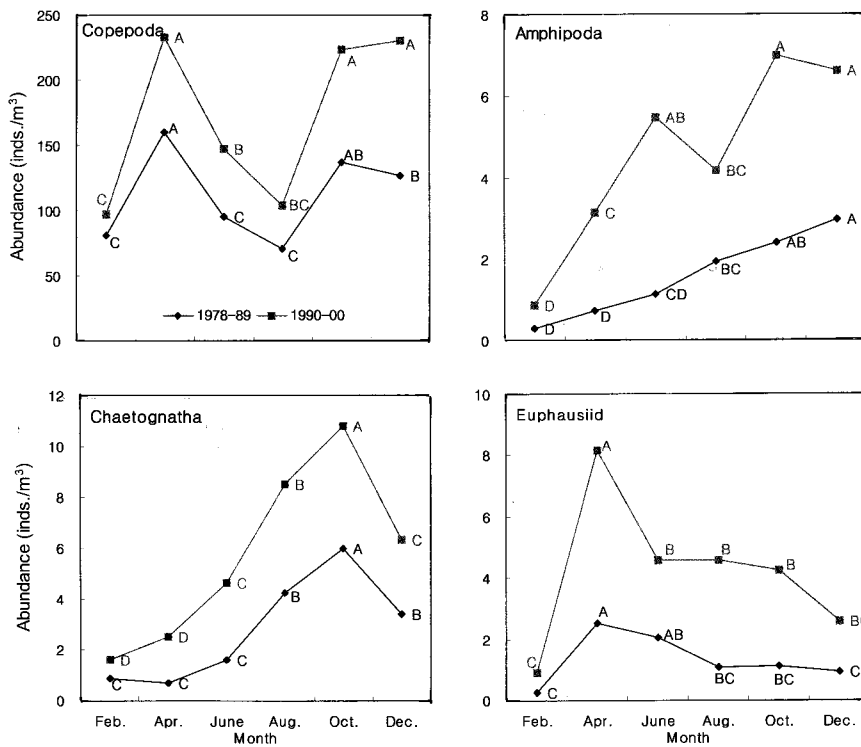 Copepoda
250
200
150
100
50
0
Abundance (inds./m³)
C
A
B
BC
A
A
C
A
C
C
AB
B
1978-89
1990-00
Amphipoda
8
6
4
2
0
D
C
AB
BC
A
A
D
D
CD
BC
AB
A
Chaetognatha
12
10
8
6
4
2
0
Abundance (inds./m³)
D
D
C
B
A
C
C
C
C
B
A
B
Feb. Apr. June Aug. Oct. Dec.
Month
Euphausiid
10
8
6
4
2
0
C
A
B
B
B
C
A
AB
BC
BC
C
Feb. Apr. June Aug. Oct. Dec.
Month